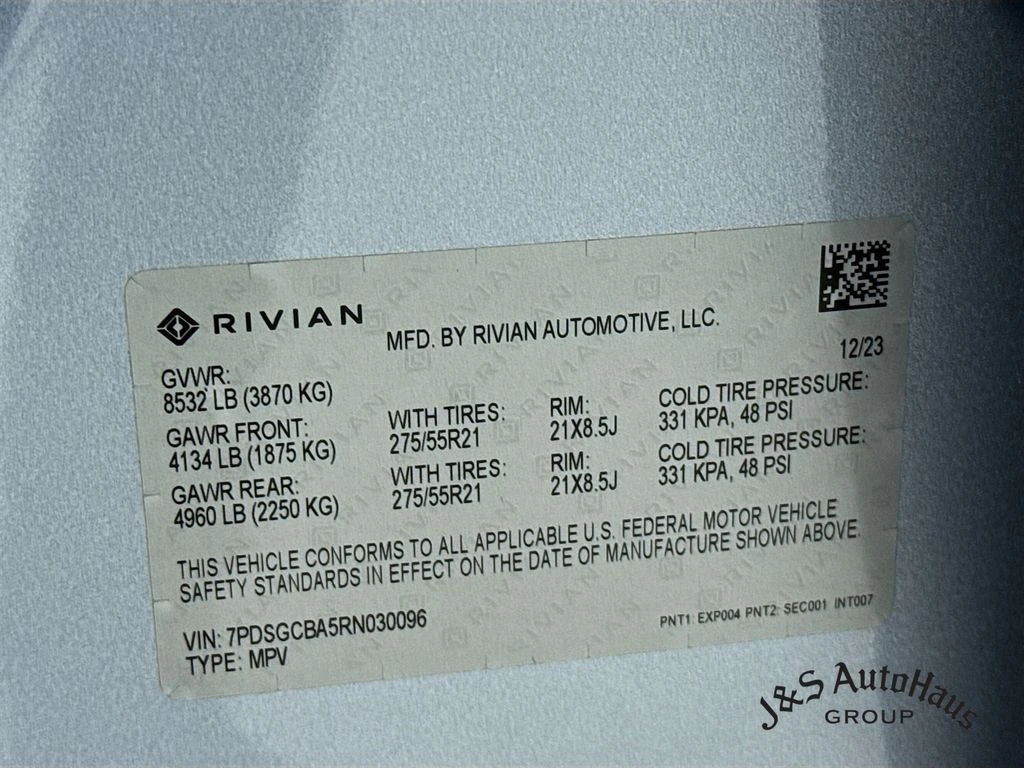 RIVIAN
MFD. BY RIVIAN AUTOMOTIVE, LLC.
12/23
GVWR:
8532 LB (3870 KG)
GAWR FRONT: WITH TIRES: RIM: COLD TIRE PRESSURE:
4134 LB (1875 KG) 275/55R21 21X8.5J 331 KPA, 48 PSI
GAWR REAR: WITH TIRES: RIM: COLD TIRE PRESSURE:
4960 LB (2250 KG) 275/55R21 21X8.5J 331 KPA, 48 PSI
THIS VEHICLE CONFORMS TO ALL APPLICABLE U.S. FEDERAL MOTOR VEHICLE
SAFETY STANDARDS IN EFFECT ON THE DATE OF MANUFACTURE SHOWN ABOVE.
VIN: 7PDSGCBA5RN030096
PNT1: EXP004 PNT2: SEC001 INT007
TYPE: MPV
J&S AutoHaus
GROUP